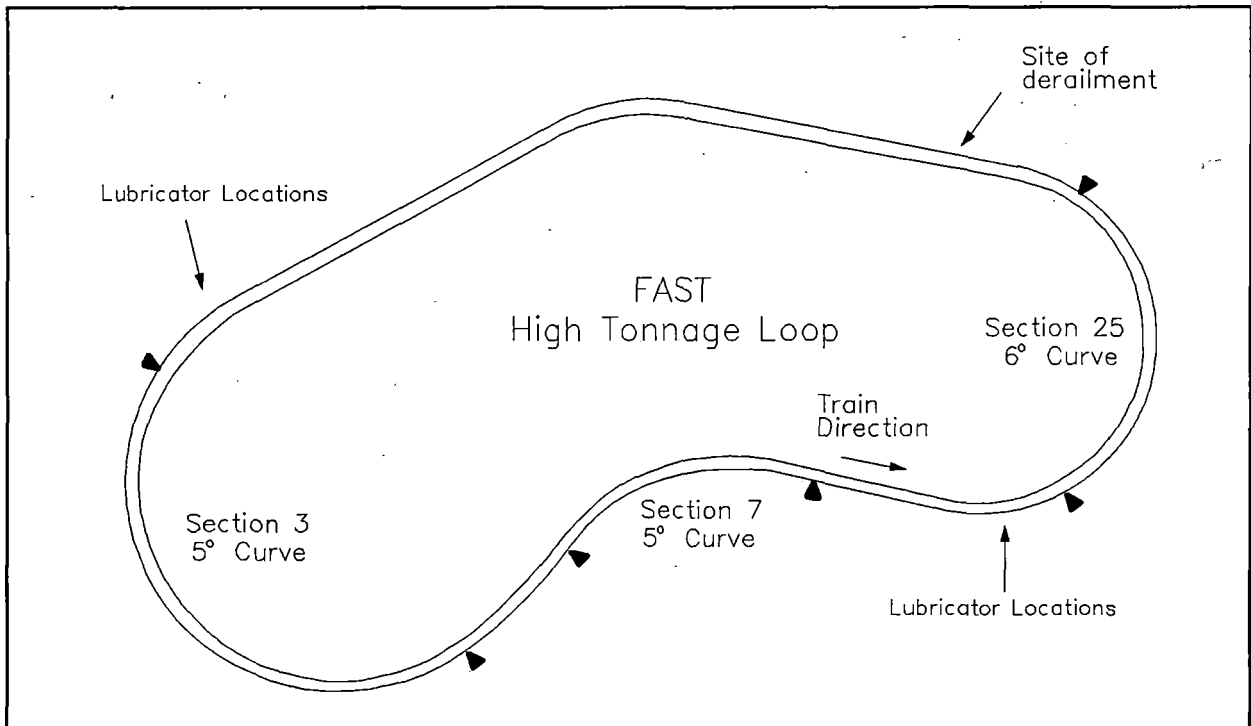 Site of
derailment
Lubricator Locations
FAST
High Tonnage Loop
Section 25
6° Curve
Train
Direction
Section 7
5° Curve
Section 3
5° Curve
Lubricator Locations